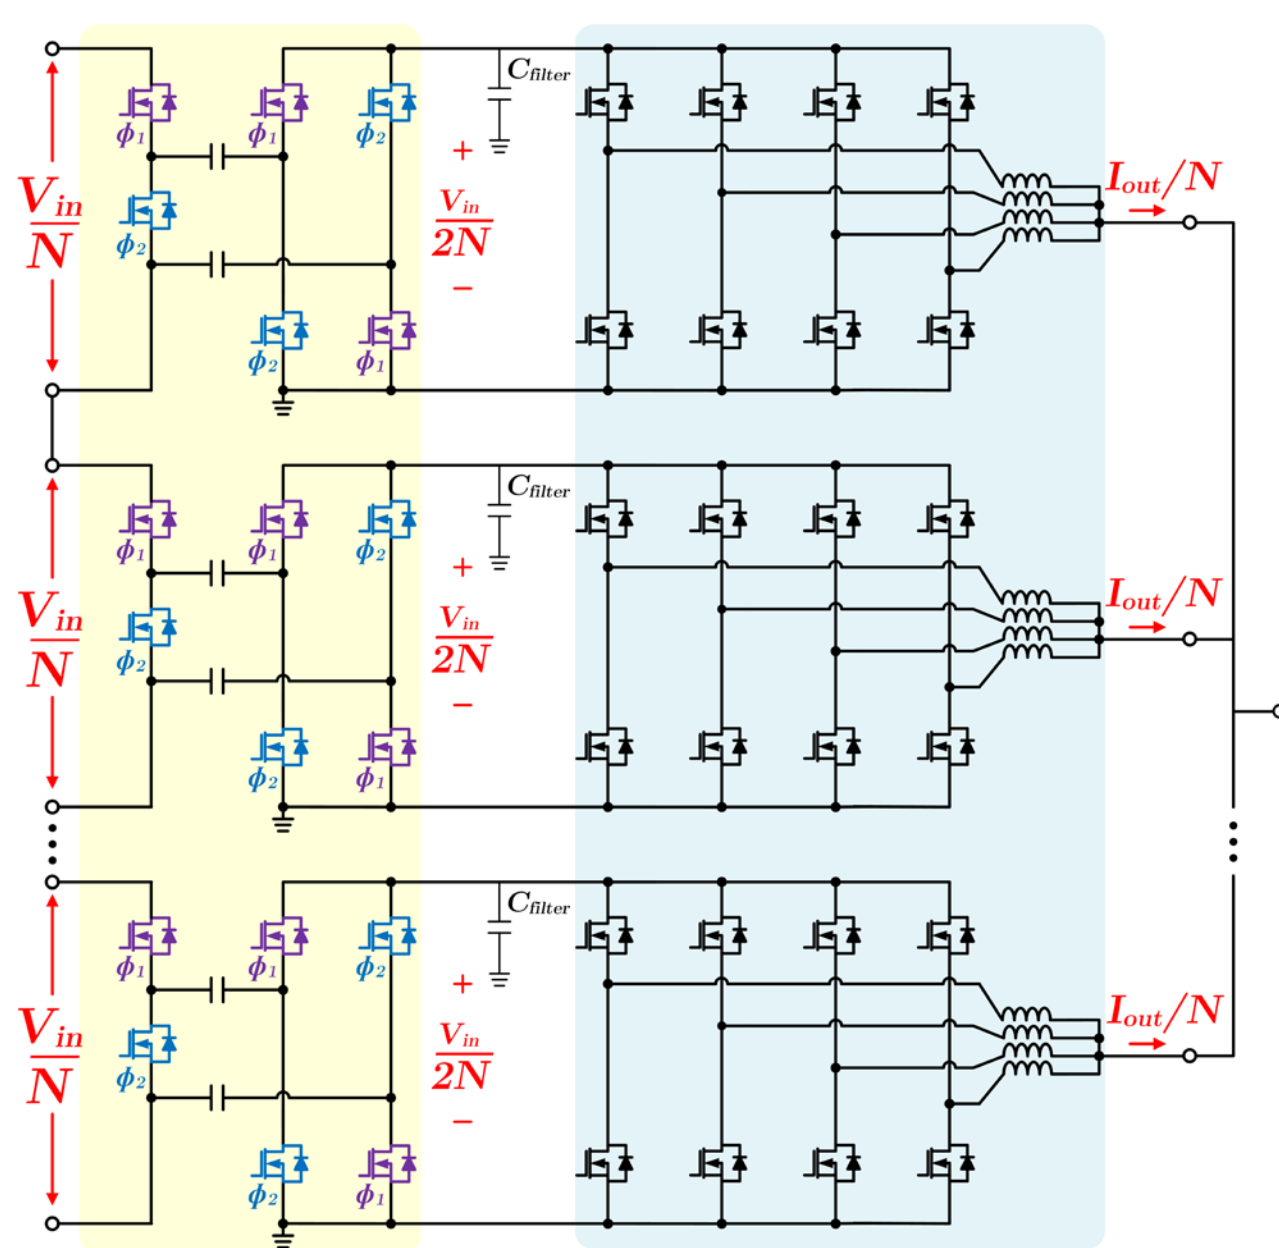 C_filter
ϕ₁ ϕ₁ ϕ₂
+
V_in/N
ϕ₂
V_in/2N
I_out/N
−
ϕ₂ ϕ₁
C_filter
ϕ₁ ϕ₁ ϕ₂
+
V_in/N
ϕ₂
V_in/2N
I_out/N
−
ϕ₂ ϕ₁
C_filter
ϕ₁ ϕ₁ ϕ₂
+
V_in/N
ϕ₂
V_in/2N
I_out/N
−
ϕ₂ ϕ₁